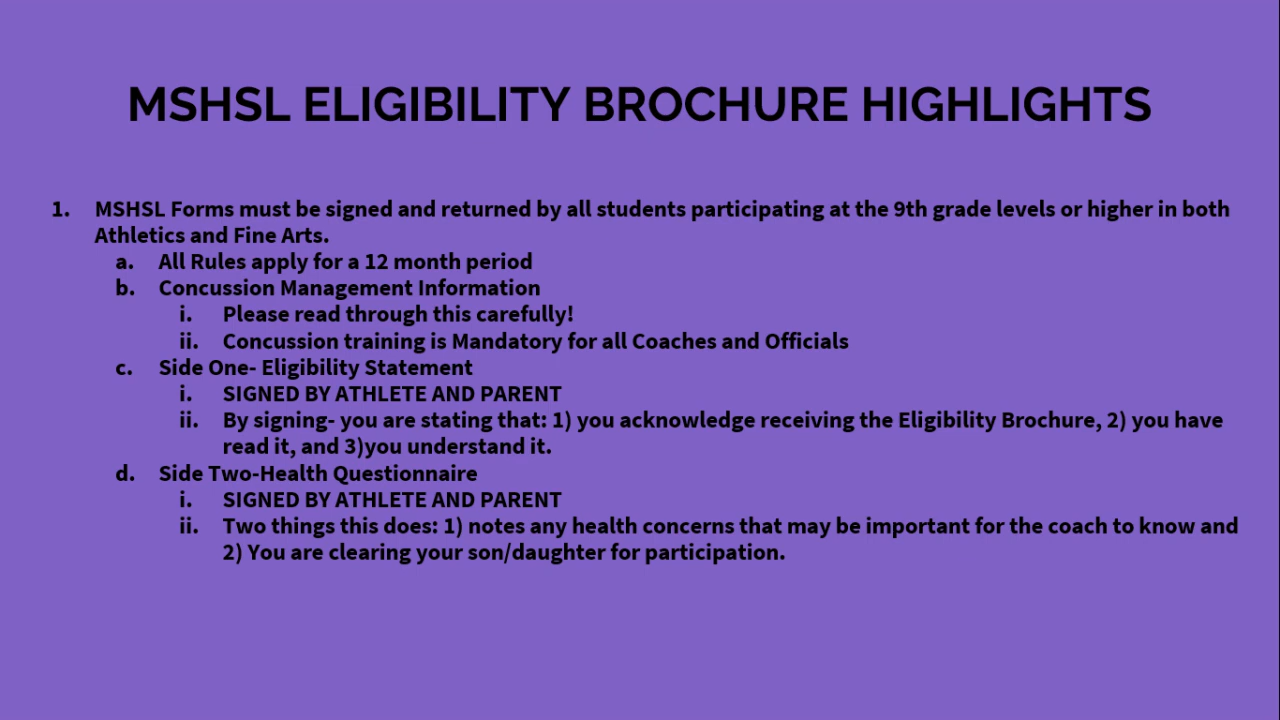 MSHSL ELIGIBILITY BROCHURE HIGHLIGHTS
1. MSHSL Forms must be signed and returned by all students participating at the 9th grade levels or higher in both
Athletics and Fine Arts.
a. All Rules apply for a 12 month period
b. Concussion Management Information
i. Please read through this carefully!
ii. Concussion training is Mandatory for all Coaches and Officials
c. Side One- Eligibility Statement
i. SIGNED BY ATHLETE AND PARENT
ii. By signing- you are stating that: 1) you acknowledge receiving the Eligibility Brochure, 2) you have
read it, and 3)you understand it.
d. Side Two-Health Questionnaire
i. SIGNED BY ATHLETE AND PARENT
ii. Two things this does: 1) notes any health concerns that may be important for the coach to know and
2) You are clearing your son/daughter for participation.